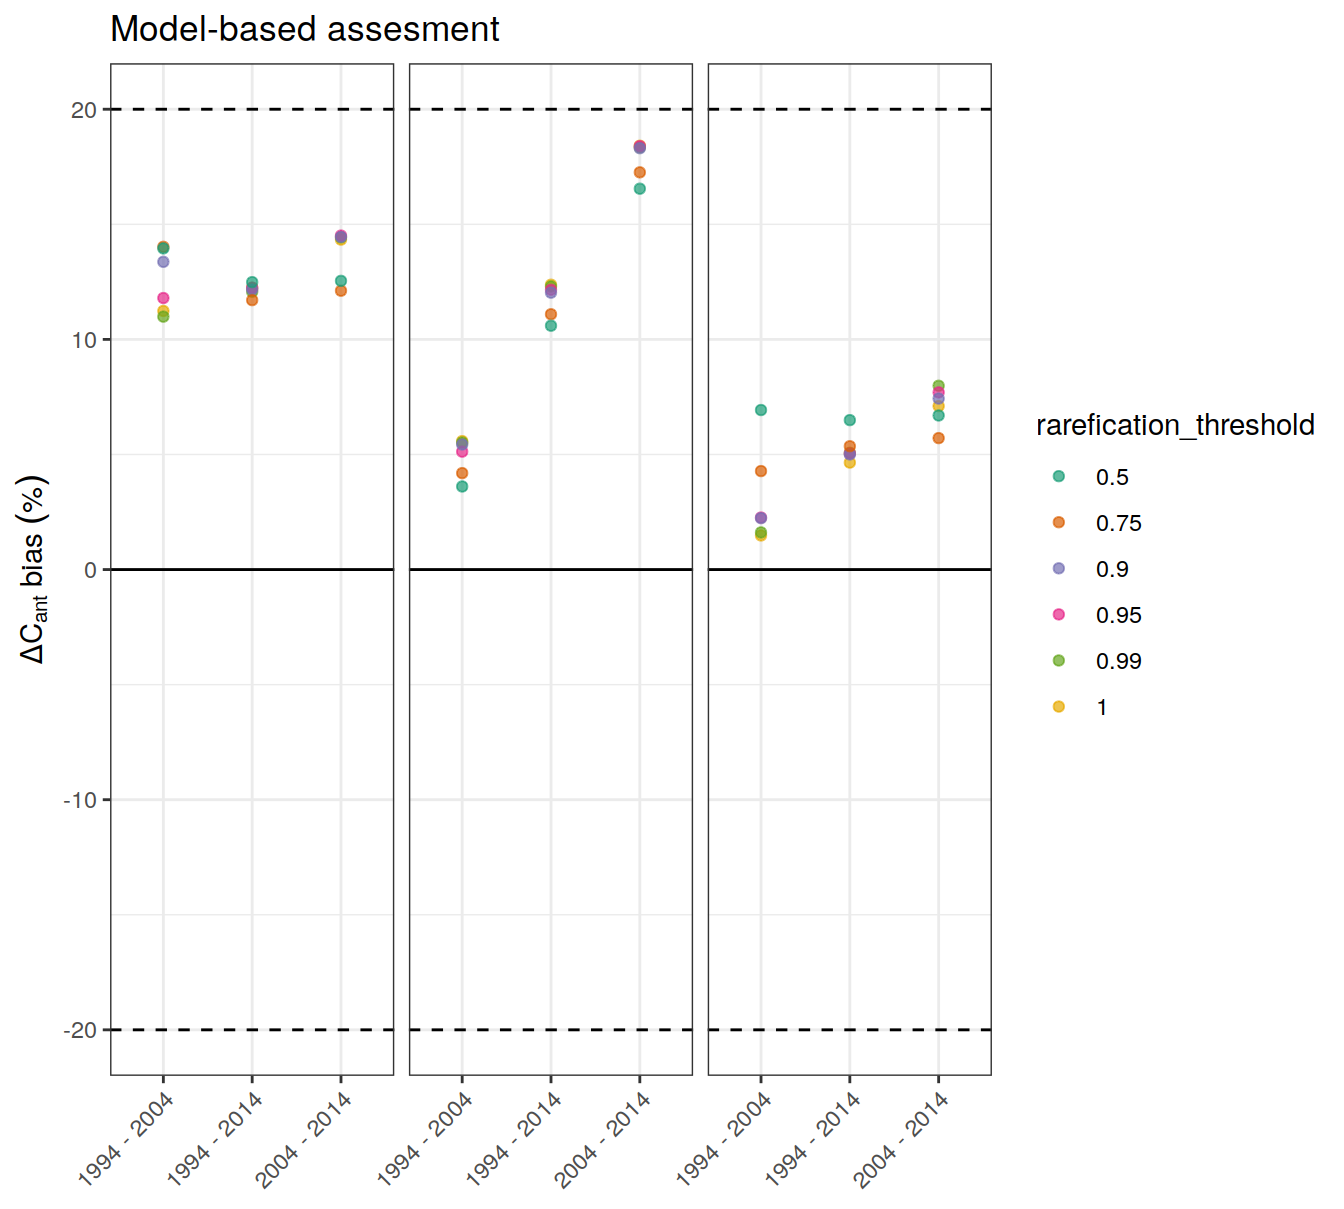 Model-based assesment
ΔCant bias (%)
20
10
0
-10
-20
1994 - 2004
1994 - 2014
2004 - 2014
1994 - 2004
1994 - 2014
2004 - 2014
1994 - 2004
1994 - 2014
2004 - 2014
rarefication_threshold
0.5
0.75
0.9
0.95
0.99
1